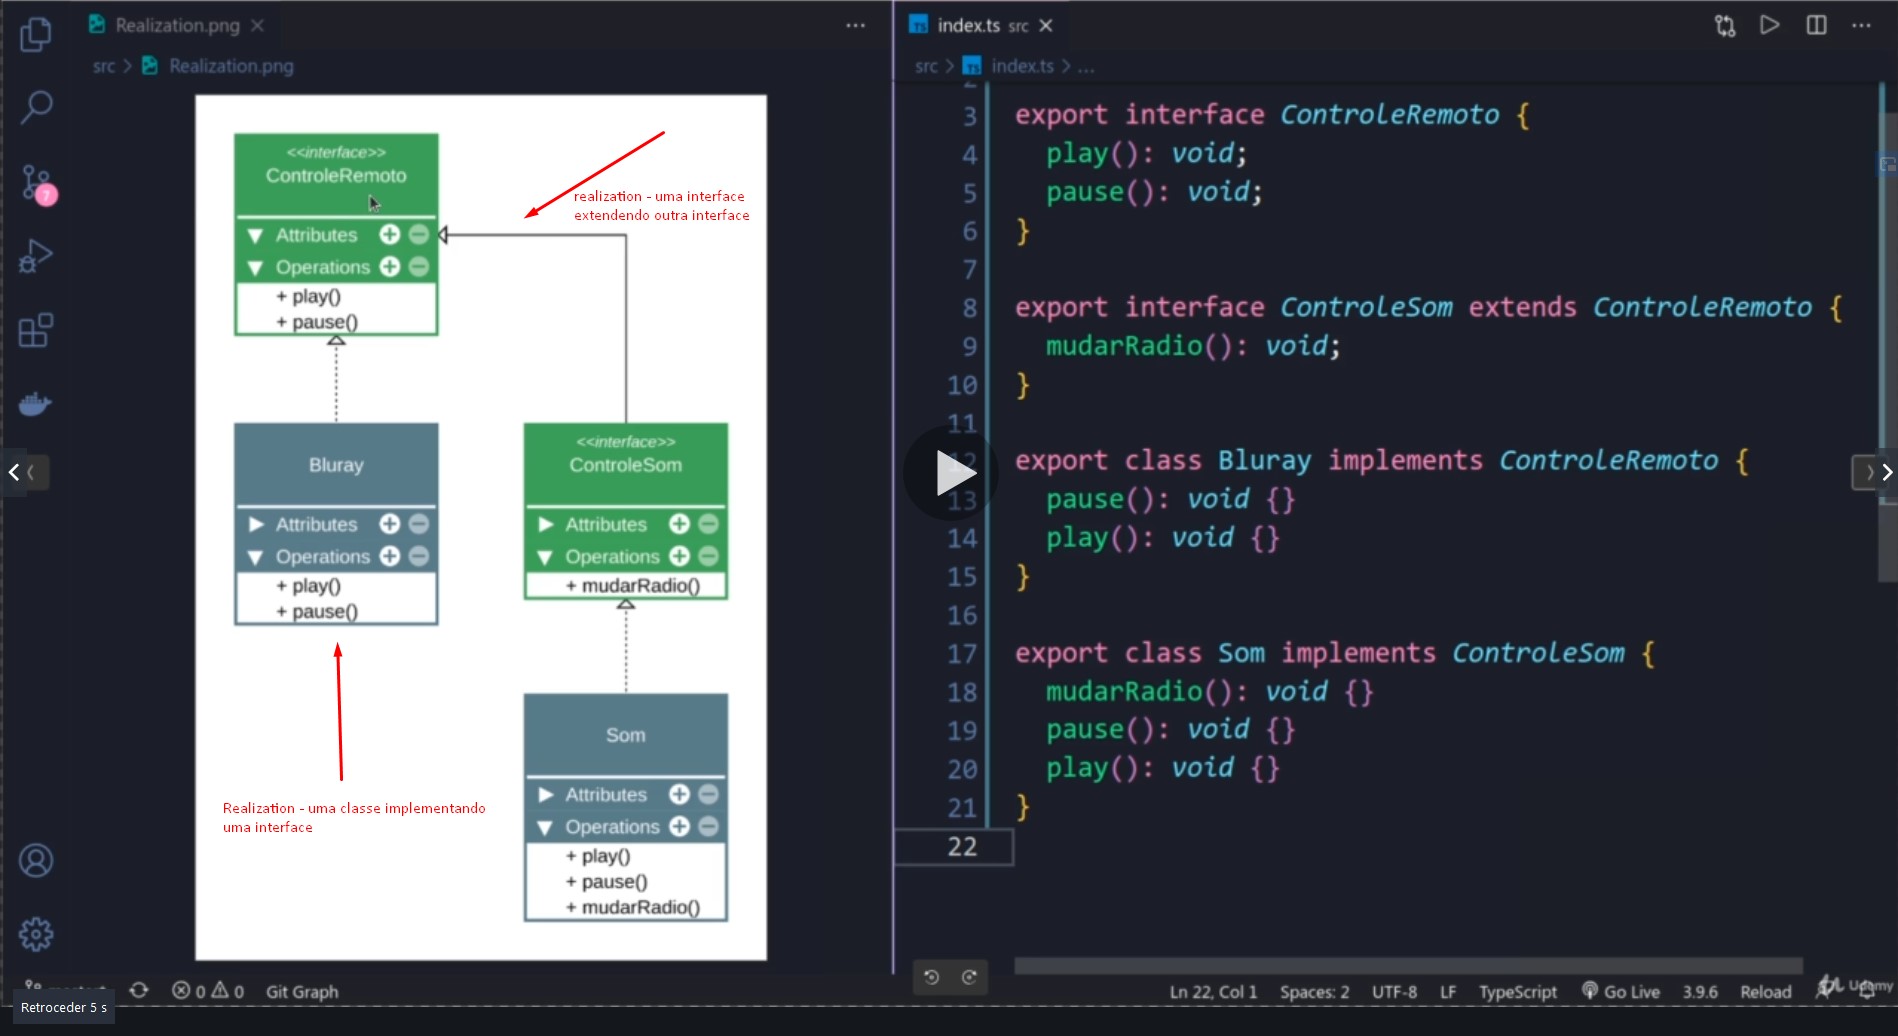 Realization.png
src > Realization.png
<<interface>>
ControleRemoto
Attributes
Operations
+ play()
+ pause()
realization - uma interface
extendendo outra interface
Bluray
Attributes
Operations
+ play()
+ pause()
<<interface>>
ControleSom
Attributes
Operations
+ mudarRadio()
Realization - uma classe implementando
uma interface
Som
Attributes
Operations
+ play()
+ pause()
+ mudarRadio()
TS index.ts src
src > TS index.ts > ...
2
3 export interface ControleRemoto {
4 play(): void;
5 pause(): void;
6 }
7
8 export interface ControleSom extends ControleRemoto {
9 mudarRadio(): void;
10 }
11
12 export class Bluray implements ControleRemoto {
13 pause(): void {}
14 play(): void {}
15 }
16
17 export class Som implements ControleSom {
18 mudarRadio(): void {}
19 pause(): void {}
20 play(): void {}
21 }
22
7
0 0 Git Graph
Ln 22, Col 1 Spaces: 2 UTF-8 LF TypeScript Go Live 3.9.6 Reload
Udemy
Retroceder 5 s